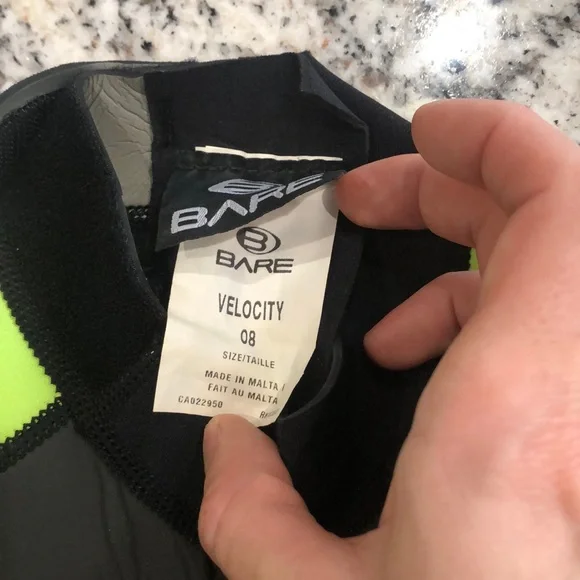 BARE
B
BARE
VELOCITY
08
SIZE/TAILLE
MADE IN MALTA /
FAIT AU MALTA
CA022950